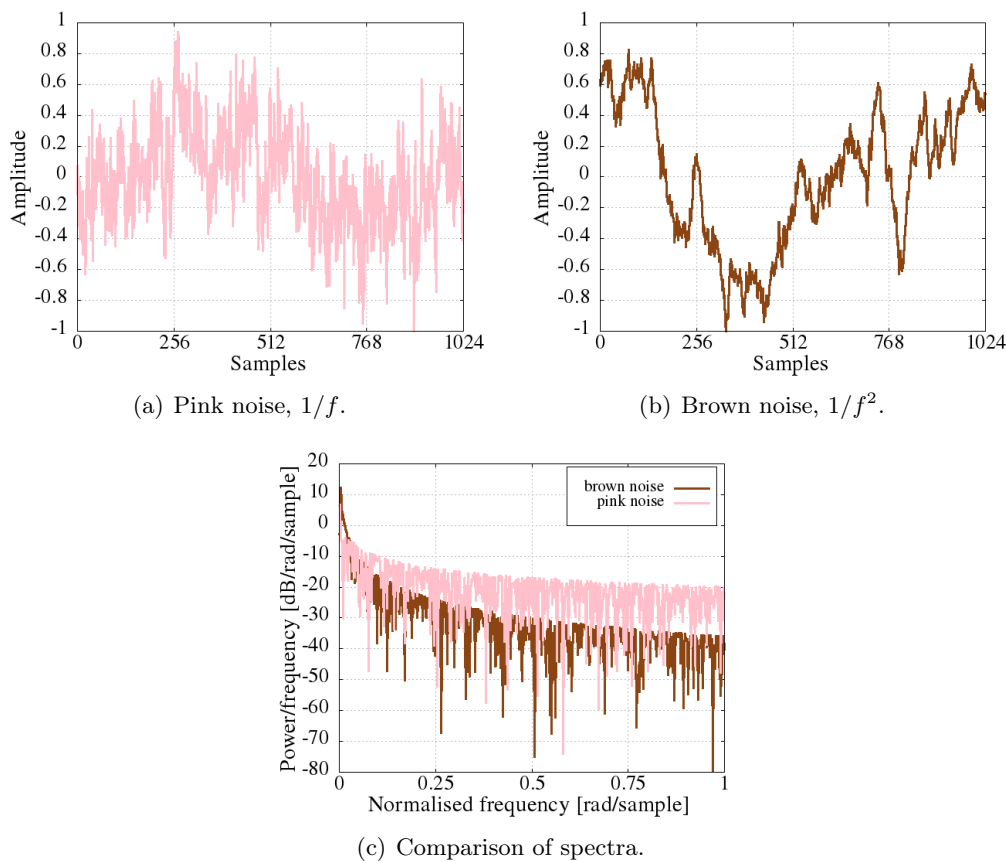 1
0.8
0.6
0.4
0.2
0
-0.2
-0.4
-0.6
-0.8
-1
Amplitude
0 256 512 768 1024
Samples
(a) Pink noise, 1/f.
1
0.8
0.6
0.4
0.2
0
-0.2
-0.4
-0.6
-0.8
-1
Amplitude
0 256 512 768 1024
Samples
(b) Brown noise, 1/f².
20
10
0
-10
-20
-30
-40
-50
-60
-70
-80
Power/frequency [dB/rad/sample]
brown noise
pink noise
0 0.25 0.5 0.75 1
Normalised frequency [rad/sample]
(c) Comparison of spectra.